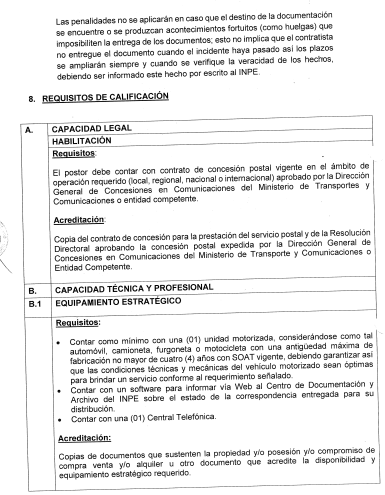 Las penalidades no se aplicarán en caso que el destino de la documentación
se encuentre o se produzcan acontecimientos fortuitos (como huelgas) que
imposibiliten la entrega de los documentos; esto no implica que el contratista
no entregue el documento cuando el incidente haya pasado así los plazos
se ampliarán siempre y cuando se verifique la veracidad de los hechos,
debiendo ser informado este hecho por escrito al INPE.
8. REQUISITOS DE CALIFICACIÓN
A. CAPACIDAD LEGAL
HABILITACIÓN
Requisitos:
El postor debe contar con contrato de concesión postal vigente en el ámbito de
operación requerido (local, regional, nacional o internacional) aprobado por la Dirección
General de Concesiones en Comunicaciones del Ministerio de Transportes y
Comunicaciones o entidad competente.
Acreditación:
Copia del contrato de concesión para la prestación del servicio postal y de la Resolución
Directoral aprobando la concesión postal expedida por la Dirección General de
Concesiones en Comunicaciones del Ministerio de Transporte y Comunicaciones o
Entidad Competente.
B. CAPACIDAD TÉCNICA Y PROFESIONAL
B.1 EQUIPAMIENTO ESTRATÉGICO
Requisitos:
• Contar como mínimo con una (01) unidad motorizada, considerándose como tal
automóvil, camioneta, furgoneta o motocicleta con una antigüedad máxima de
fabricación no mayor de cuatro (4) años con SOAT vigente, debiendo garantizar así
que las condiciones técnicas y mecánicas del vehículo motorizado sean óptimas
para brindar un servicio conforme al requerimiento señalado.
• Contar con un software para informar vía Web al Centro de Documentación y
Archivo del INPE sobre el estado de la correspondencia entregada para su
distribución.
• Contar con una (01) Central Telefónica.
Acreditación:
Copias de documentos que sustenten la propiedad y/o posesión y/o compromiso de
compra venta y/o alquiler u otro documento que acredite la disponibilidad y
equipamiento estratégico requerido.